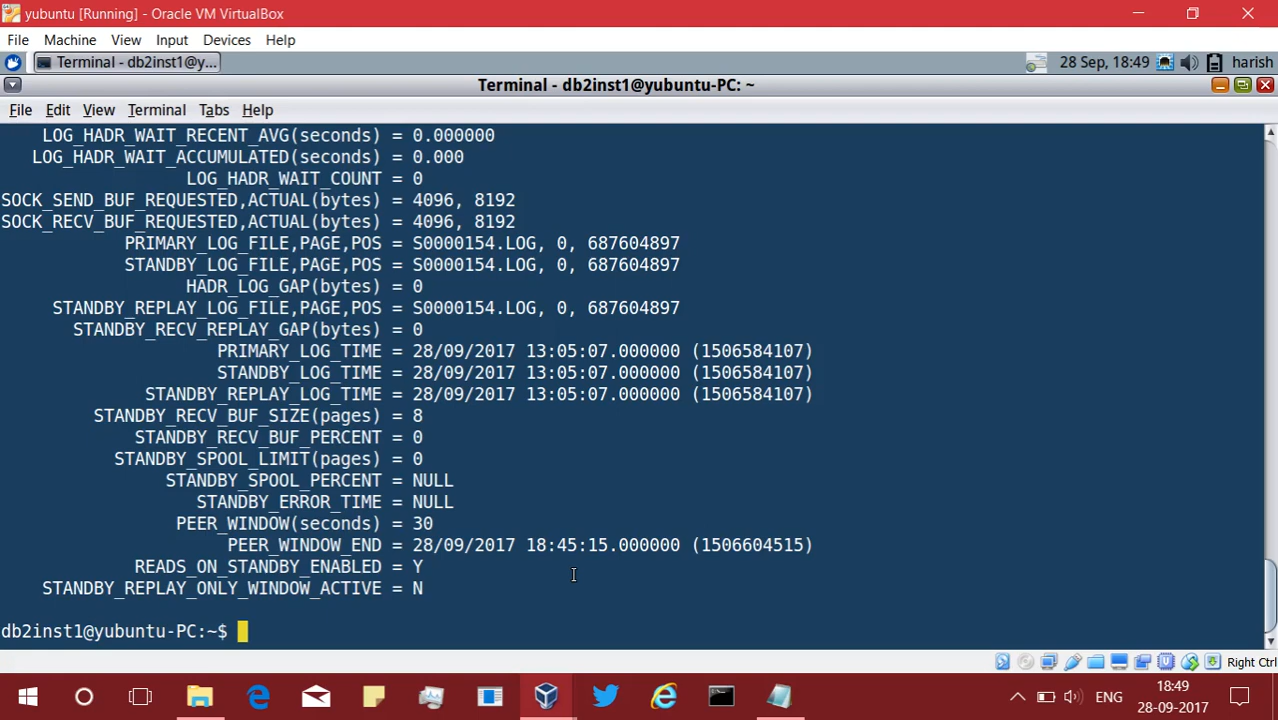 yubuntu [Running] - Oracle VM VirtualBox
File Machine View Input Devices Help
Terminal - db2inst1@y... 28 Sep, 18:49 harish
Terminal - db2inst1@yubuntu-PC: ~
File Edit View Terminal Tabs Help
LOG_HADR_WAIT_RECENT_AVG(seconds) = 0.000000
LOG_HADR_WAIT_ACCUMULATED(seconds) = 0.000
LOG_HADR_WAIT_COUNT = 0
SOCK_SEND_BUF_REQUESTED,ACTUAL(bytes) = 4096, 8192
SOCK_RECV_BUF_REQUESTED,ACTUAL(bytes) = 4096, 8192
PRIMARY_LOG_FILE,PAGE,POS = S0000154.LOG, 0, 687604897
STANDBY_LOG_FILE,PAGE,POS = S0000154.LOG, 0, 687604897
HADR_LOG_GAP(bytes) = 0
STANDBY_REPLAY_LOG_FILE,PAGE,POS = S0000154.LOG, 0, 687604897
STANDBY_RECV_REPLAY_GAP(bytes) = 0
PRIMARY_LOG_TIME = 28/09/2017 13:05:07.000000 (1506584107)
STANDBY_LOG_TIME = 28/09/2017 13:05:07.000000 (1506584107)
STANDBY_REPLAY_LOG_TIME = 28/09/2017 13:05:07.000000 (1506584107)
STANDBY_RECV_BUF_SIZE(pages) = 8
STANDBY_RECV_BUF_PERCENT = 0
STANDBY_SPOOL_LIMIT(pages) = 0
STANDBY_SPOOL_PERCENT = NULL
STANDBY_ERROR_TIME = NULL
PEER_WINDOW(seconds) = 30
PEER_WINDOW_END = 28/09/2017 18:45:15.000000 (1506604515)
READS_ON_STANDBY_ENABLED = Y
STANDBY_REPLAY_ONLY_WINDOW_ACTIVE = N
db2inst1@yubuntu-PC:~$
Right Ctrl
ENG 18:49
28-09-2017